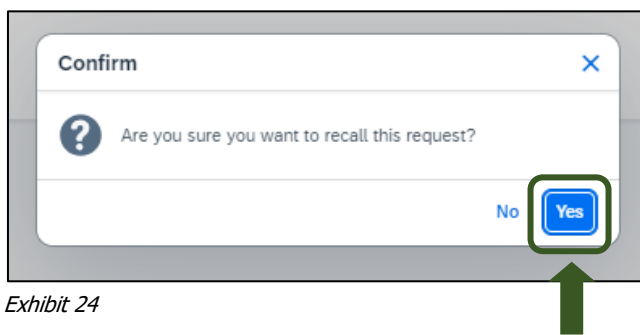 Confirm
Are you sure you want to recall this request?
No Yes
Exhibit 24